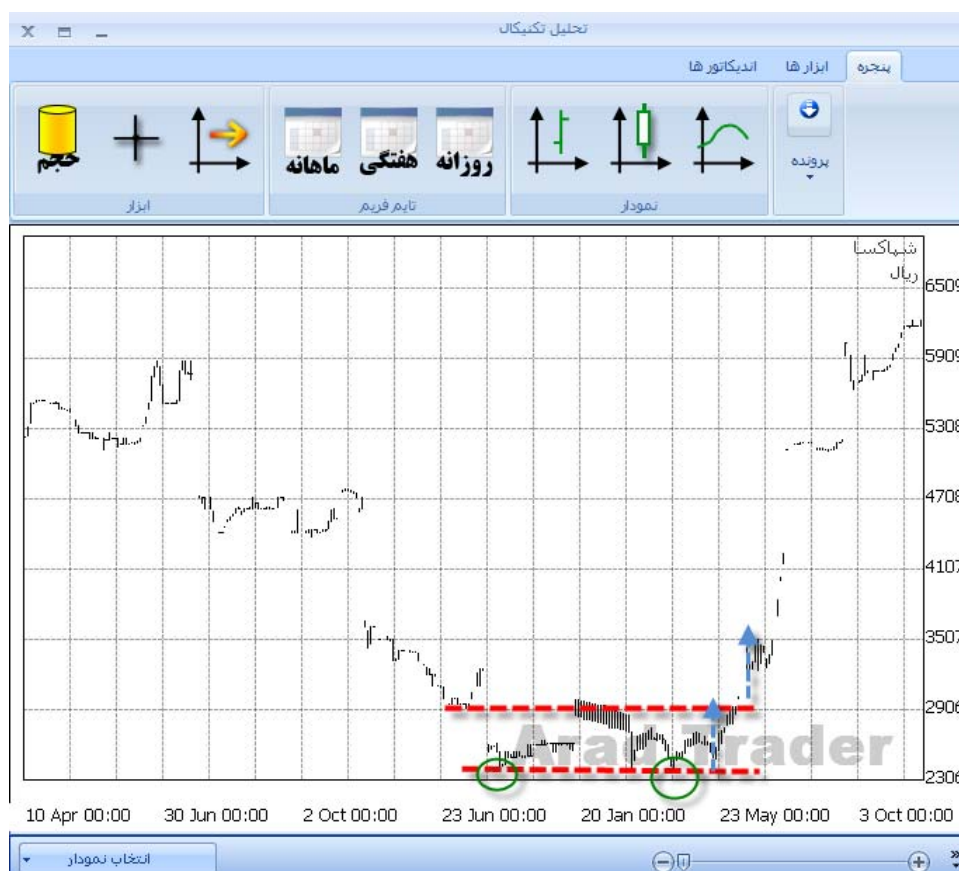 تحلیل تکنیکال
پنجره
ابزار ها
اندیکاتور ها
پرونده
روزانه
هفتگی
ماهانه
حجم
نمودار
تایم فریم
ابزار
شهاکسا
ریال
6509
5909
5308
4708
4107
3507
2906
2306
Arad Trader
10 Apr 00:00
30 Jun 00:00
2 Oct 00:00
23 Jun 00:00
20 Jan 00:00
23 May 00:00
3 Oct 00:00
انتخاب نمودار